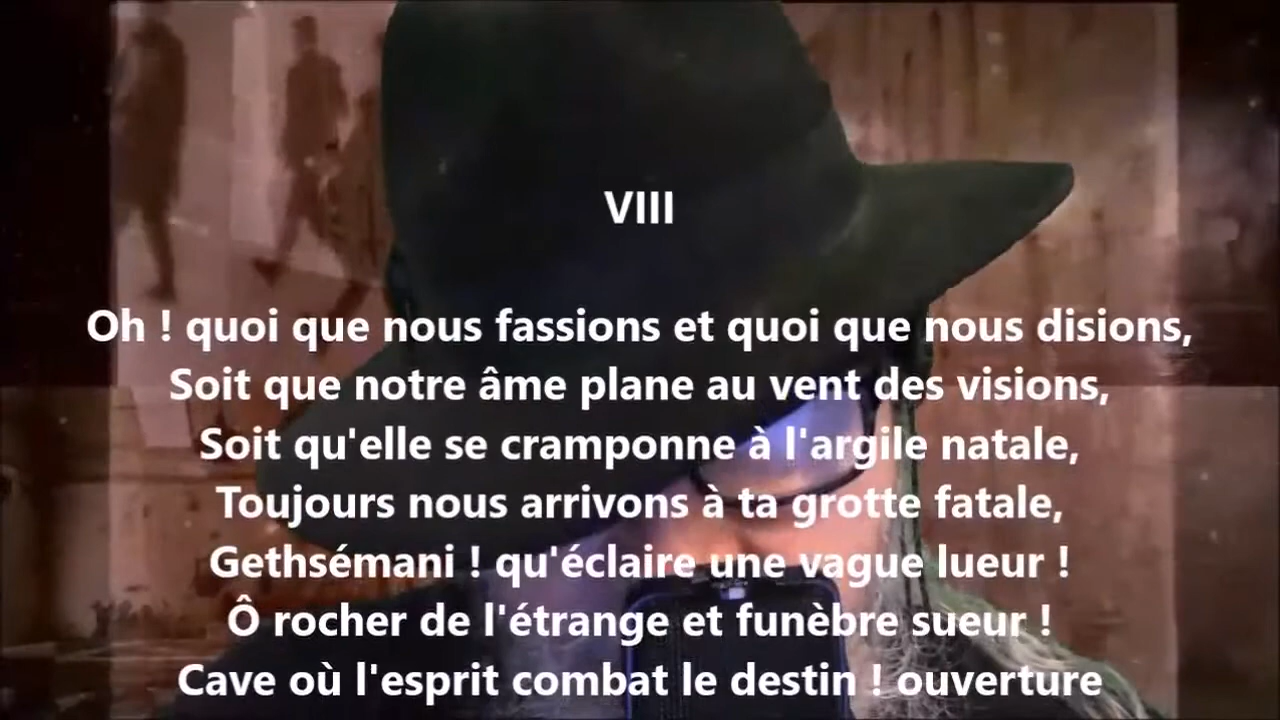 VIII
Oh ! quoi que nous fassions et quoi que nous disions,
Soit que notre âme plane au vent des visions,
Soit qu'elle se cramponne à l'argile natale,
Toujours nous arrivons à ta grotte fatale,
Gethsémani ! qu'éclaire une vague lueur !
Ô rocher de l'étrange et funèbre sueur !
Cave où l'esprit combat le destin ! ouverture